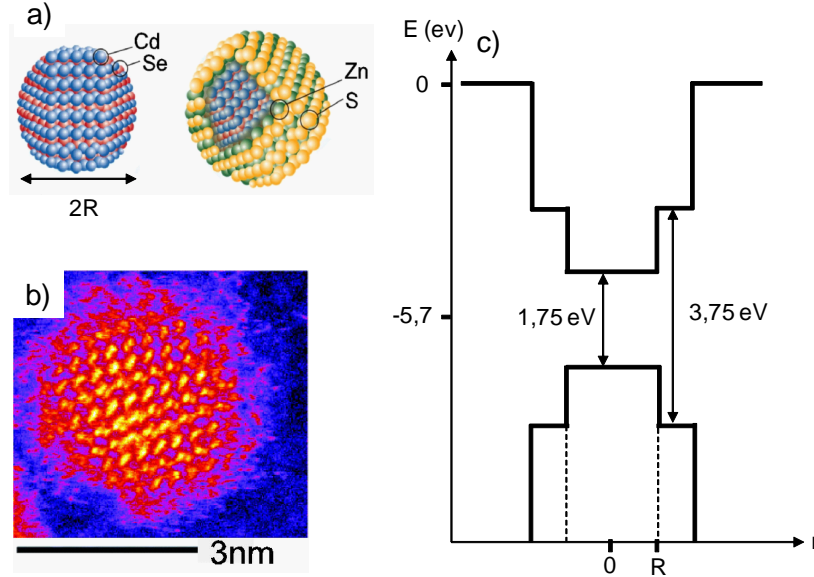 a)
Cd
Se
Zn
S
2R
b)
3nm
c)
E (ev)
0
-5,7
1,75 eV
3,75 eV
0
R
r